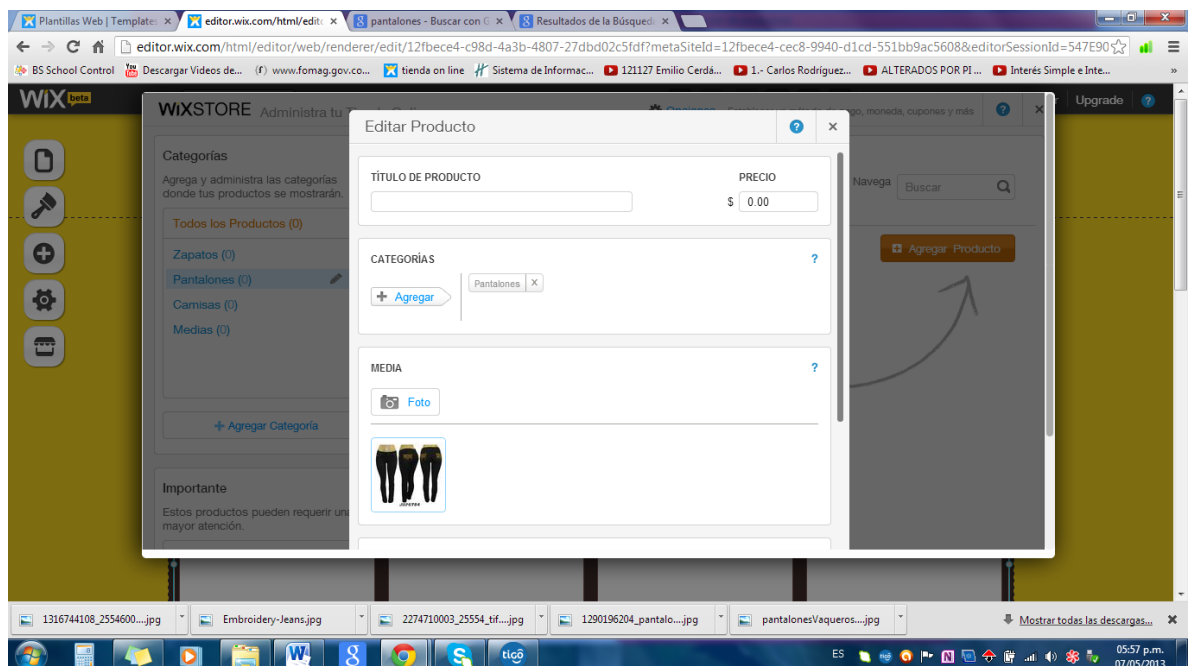 Plantillas Web | Template
editor.wix.com/html/edito
pantalones - Buscar con G
Resultados de la Búsqued
editor.wix.com/html/editor/web/renderer/edit/12fbece4-c98d-4a3b-4807-27dbd02c5fdf?metaSiteId=12fbece4-cec8-9940-d1cd-551bb9ac5608&editorSessionId=547E90
BS School Control
Descargar Videos de...
www.fomag.gov.co...
tienda on line
Sistema de Informac...
121127 Emilio Cerdá...
1.- Carlos Rodríguez...
ALTERADOS POR PI ...
Interés Simple e Inte...
WiX beta
Upgrade
WiXSTORE Administra tu
Opciones
go, moneda, cupones y más
Editar Producto
Categorías
Agrega y administra las categorías
donde tus productos se mostrarán.
Todos los Productos (0)
Zapatos (0)
Pantalones (0)
Camisas (0)
Medias (0)
+ Agregar Categoría
Importante
Estos productos pueden requerir una
mayor atención.
TÍTULO DE PRODUCTO
PRECIO
$ 0.00
CATEGORÍAS
?
+ Agregar
Pantalones X
MEDIA
?
Foto
Navega
Buscar
Agregar Producto
1316744108_2554600....jpg
Embroidery-Jeans.jpg
2274710003_25554_tif....jpg
1290196204_pantalo....jpg
pantalonesVaqueros....jpg
Mostrar todas las descargas...
tigo
ES
05:57 p.m.
07/05/2013